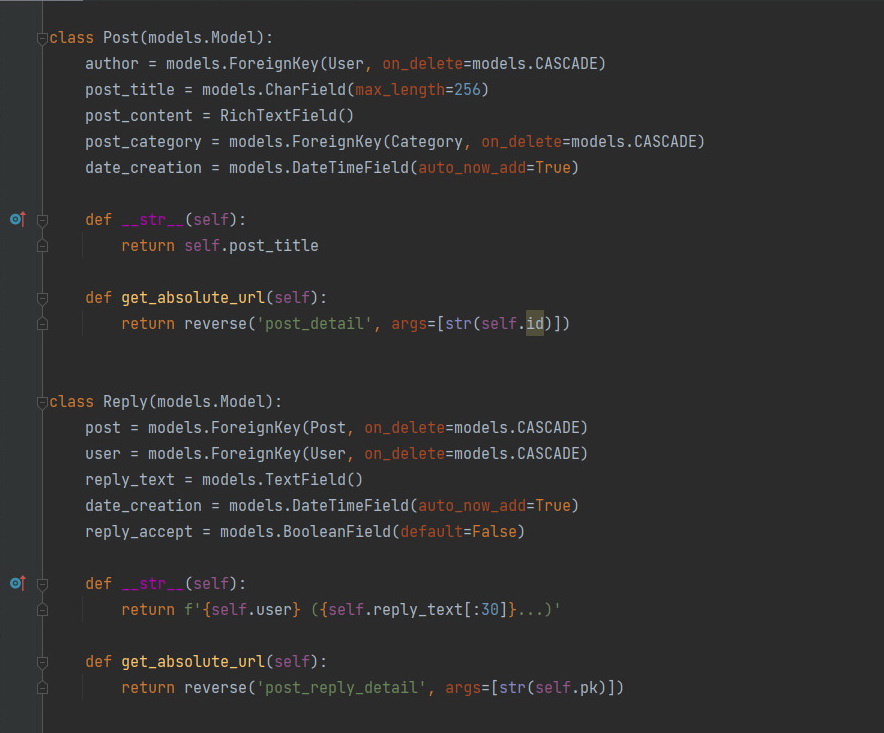 class Post(models.Model):
    author = models.ForeignKey(User, on_delete=models.CASCADE)
    post_title = models.CharField(max_length=256)
    post_content = RichTextField()
    post_category = models.ForeignKey(Category, on_delete=models.CASCADE)
    date_creation = models.DateTimeField(auto_now_add=True)

    def __str__(self):
        return self.post_title

    def get_absolute_url(self):
        return reverse('post_detail', args=[str(self.id)])


class Reply(models.Model):
    post = models.ForeignKey(Post, on_delete=models.CASCADE)
    user = models.ForeignKey(User, on_delete=models.CASCADE)
    reply_text = models.TextField()
    date_creation = models.DateTimeField(auto_now_add=True)
    reply_accept = models.BooleanField(default=False)

    def __str__(self):
        return f'{self.user} ({self.reply_text[:30]}...)'

    def get_absolute_url(self):
        return reverse('post_reply_detail', args=[str(self.pk)])